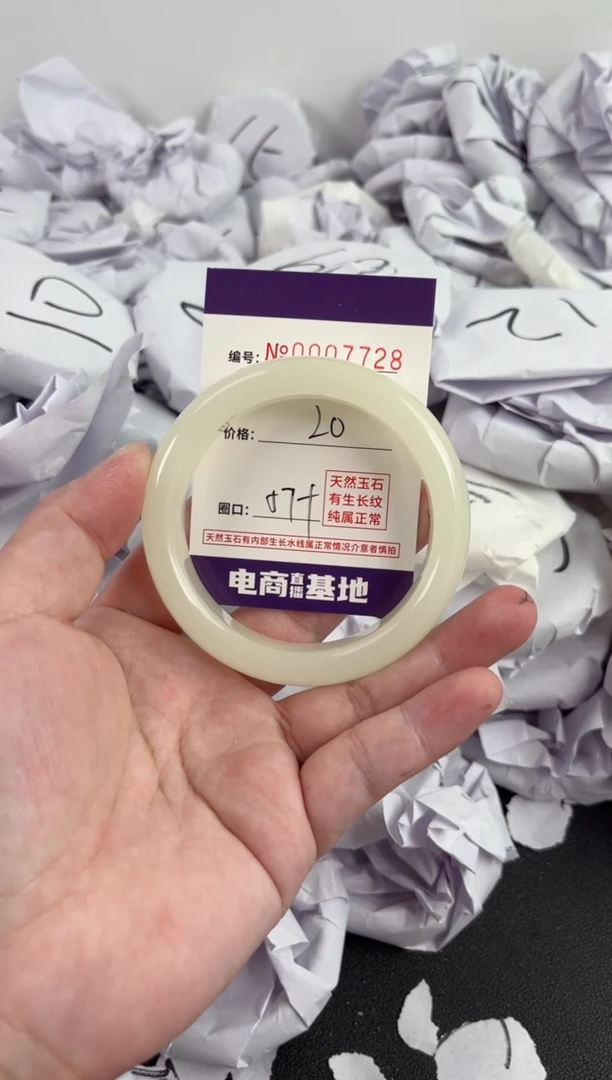 10
编号: №0007728
价格: 20
圈口: 57+
天然玉石
有生长纹
纯属正常
天然玉石有内部生长水线属正常情况介意者慎拍
电商直播基地